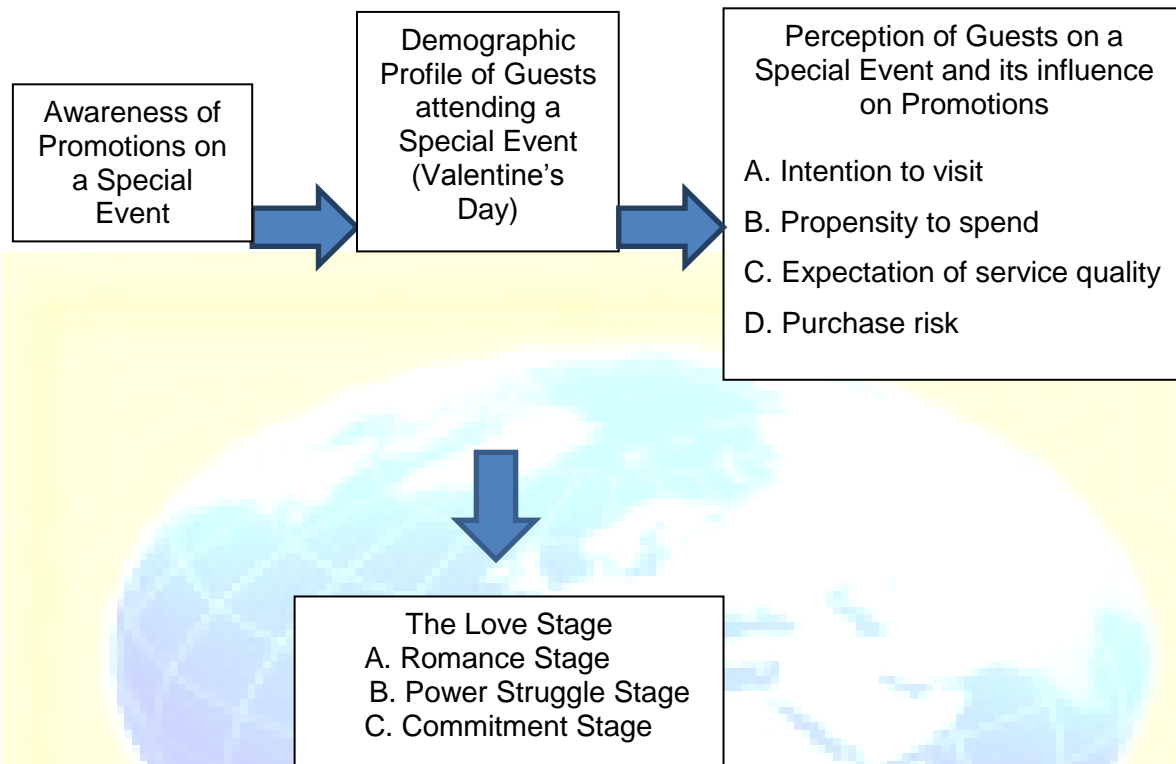 Awareness of
Promotions on
a Special
Event
Demographic
Profile of Guests
attending a
Special Event
(Valentine’s
Day)
Perception of Guests on a
Special Event and its influence
on Promotions
A. Intention to visit
B. Propensity to spend
C. Expectation of service quality
D. Purchase risk
The Love Stage
A. Romance Stage
B. Power Struggle Stage
C. Commitment Stage